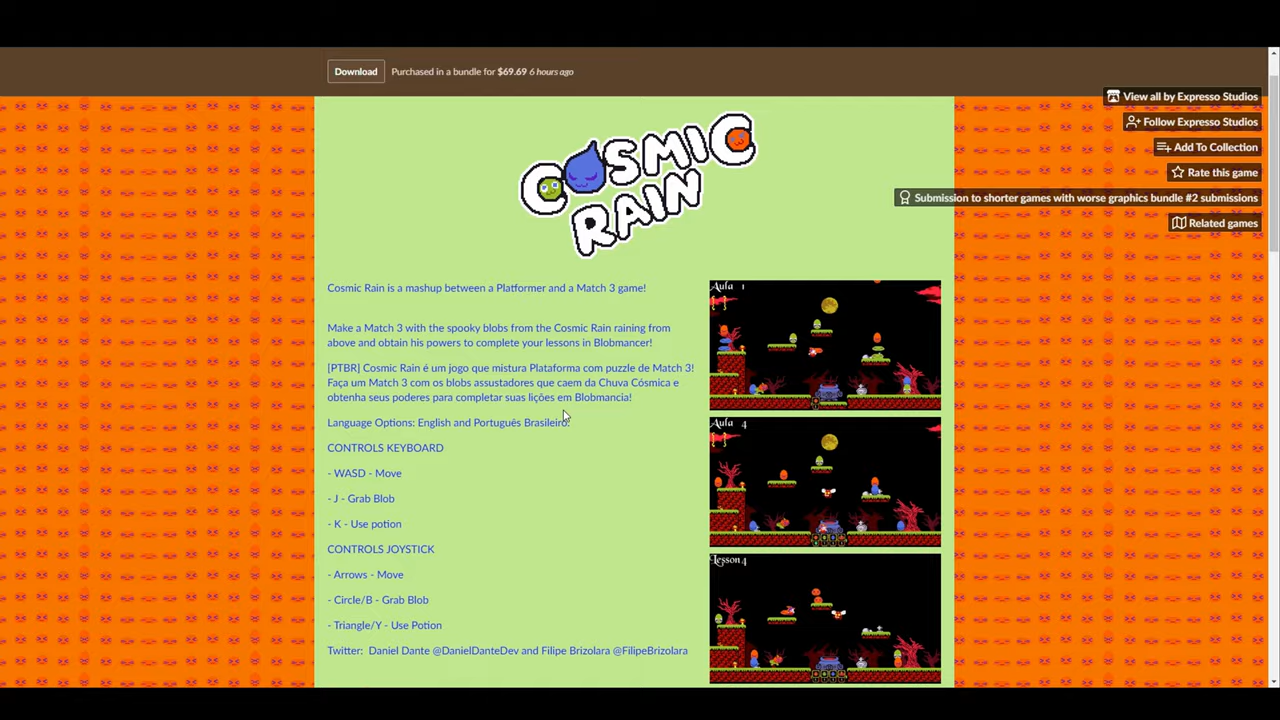 Download Purchased in a bundle for $69.69 6 hours ago
View all by Expresso Studios
Follow Expresso Studios
Add To Collection
Rate this game
Submission to shorter games with worse graphics bundle #2 submissions
Related games
COSMIC
RAIN
Cosmic Rain is a mashup between a Platformer and a Match 3 game!
Make a Match 3 with the spooky blobs from the Cosmic Rain raining from
above and obtain his powers to complete your lessons in Blobmancer!
[PTBR] Cosmic Rain é um jogo que mistura Plataforma com puzzle de Match 3!
Faça um Match 3 com os blobs assustadores que caem da Chuva Cósmica e
obtenha seus poderes para completar suas lições em Blobmancia!
Language Options: English and Português Brasileiro!
CONTROLS KEYBOARD
- WASD - Move
- J - Grab Blob
- K - Use potion
CONTROLS JOYSTICK
- Arrows - Move
- Circle/B - Grab Blob
- Triangle/Y - Use Potion
Twitter: Daniel Dante @DanielDanteDev and Filipe Brizolara @FilipeBrizolara
Aula 1
Aula 4
Lesson 4